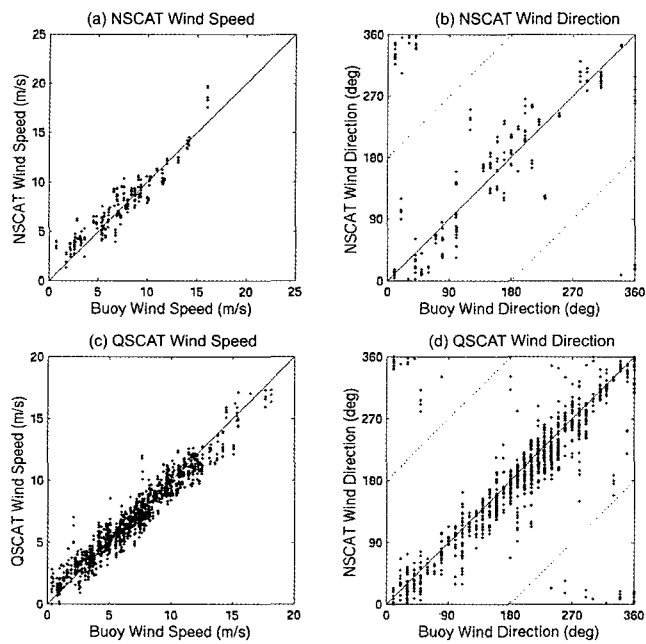 (a) NSCAT Wind Speed
25
20
15
10
5
0
NSCAT Wind Speed (m/s)
0 5 10 15 20 25
Buoy Wind Speed (m/s)
(b) NSCAT Wind Direction
360
270
180
90
0
NSCAT Wind Direction (deg)
0 90 180 270 360
Buoy Wind Direction (deg)
(c) QSCAT Wind Speed
20
15
10
5
0
QSCAT Wind Speed (m/s)
0 5 10 15 20
Buoy Wind Speed (m/s)
(d) QSCAT Wind Direction
360
270
180
90
0
NSCAT Wind Direction (deg)
0 90 180 270 360
Buoy Wind Direction (deg)